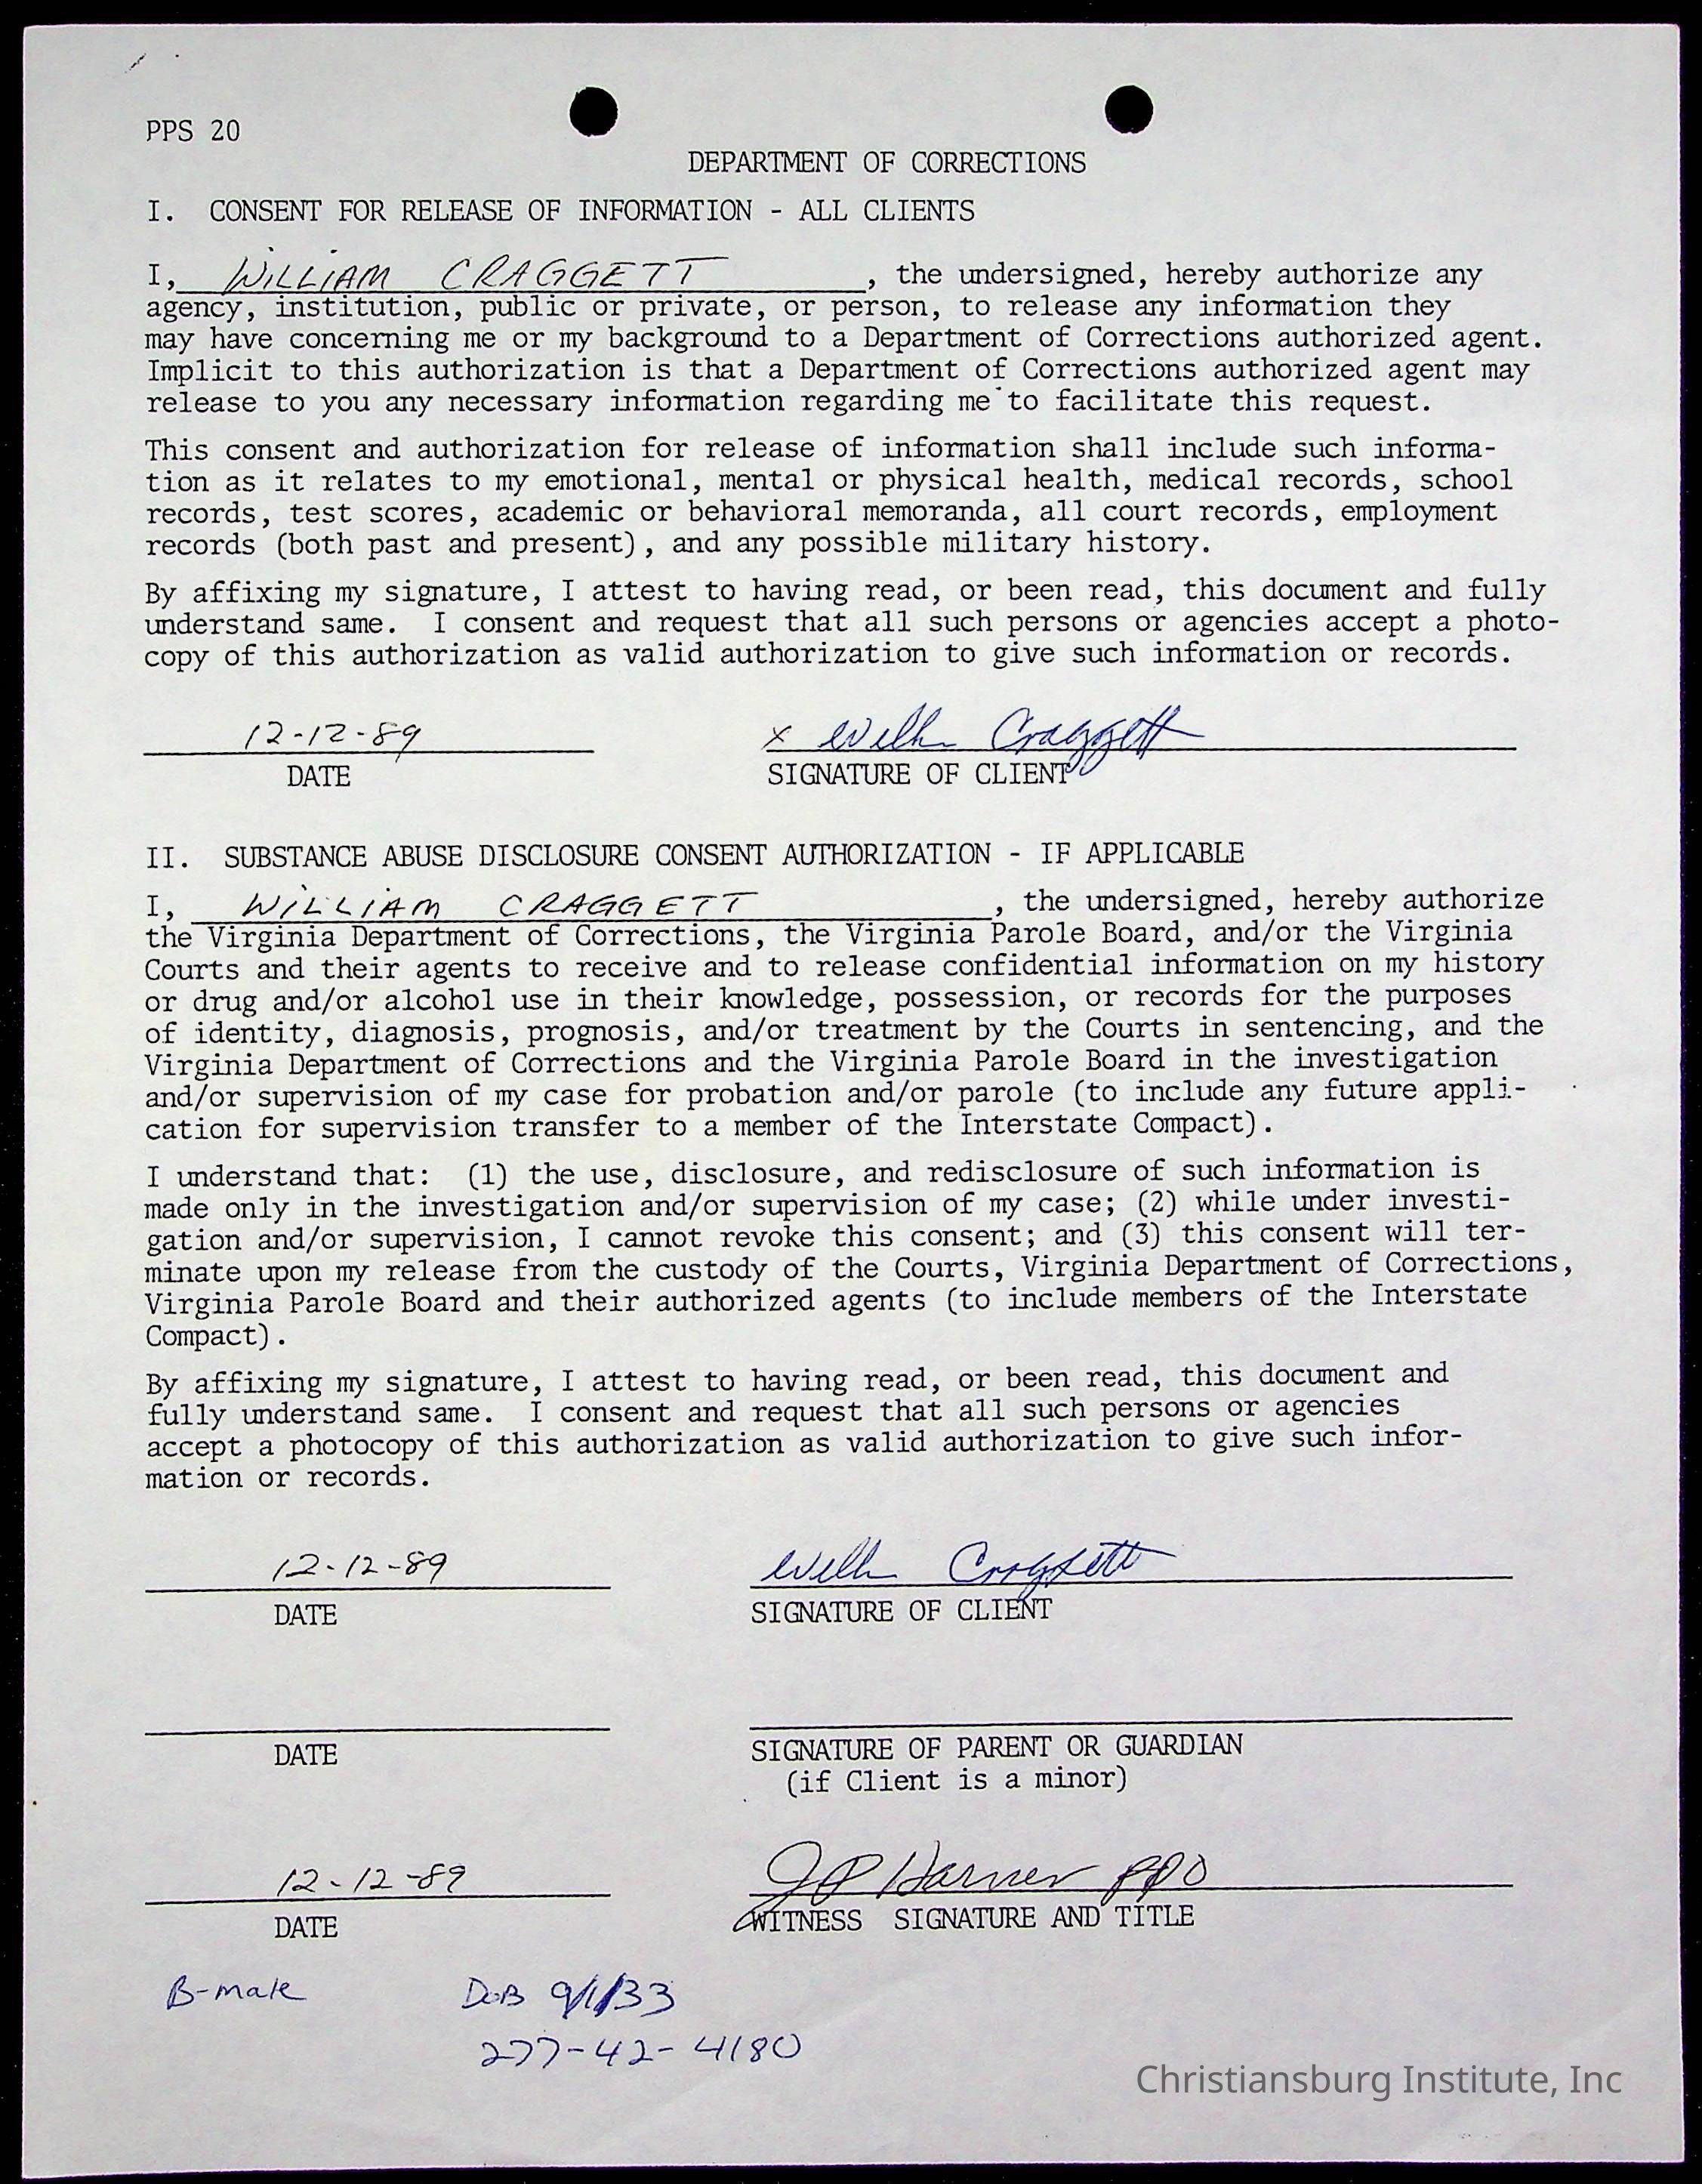 PPS 20
DEPARTMENT OF CORRECTIONS
I. CONSENT FOR RELEASE OF INFORMATION - ALL CLIENTS
I, WILLIAM CRAGGETT, the undersigned, hereby authorize any
agency, institution, public or private, or person, to release any information they
may have concerning me or my background to a Department of Corrections authorized agent.
Implicit to this authorization is that a Department of Corrections authorized agent may
release to you any necessary information regarding me to facilitate this request.
This consent and authorization for release of information shall include such informa-
tion as it relates to my emotional, mental or physical health, medical records, school
records, test scores, academic or behavioral memoranda, all court records, employment
records (both past and present), and any possible military history.
By affixing my signature, I attest to having read, or been read, this document and fully
understand same. I consent and request that all such persons or agencies accept a photo-
copy of this authorization as valid authorization to give such information or records.
12-12-89 x Willm Craggett
DATE SIGNATURE OF CLIENT
II. SUBSTANCE ABUSE DISCLOSURE CONSENT AUTHORIZATION - IF APPLICABLE
I, WILLIAM CRAGGETT, the undersigned, hereby authorize
the Virginia Department of Corrections, the Virginia Parole Board, and/or the Virginia
Courts and their agents to receive and to release confidential information on my history
or drug and/or alcohol use in their knowledge, possession, or records for the purposes
of identity, diagnosis, prognosis, and/or treatment by the Courts in sentencing, and the
Virginia Department of Corrections and the Virginia Parole Board in the investigation
and/or supervision of my case for probation and/or parole (to include any future appli-
cation for supervision transfer to a member of the Interstate Compact).
I understand that: (1) the use, disclosure, and redisclosure of such information is
made only in the investigation and/or supervision of my case; (2) while under investi-
gation and/or supervision, I cannot revoke this consent; and (3) this consent will ter-
minate upon my release from the custody of the Courts, Virginia Department of Corrections,
Virginia Parole Board and their authorized agents (to include members of the Interstate
Compact).
By affixing my signature, I attest to having read, or been read, this document and
fully understand same. I consent and request that all such persons or agencies
accept a photocopy of this authorization as valid authorization to give such infor-
mation or records.
12-12-89 Willm Craggett
DATE SIGNATURE OF CLIENT
DATE SIGNATURE OF PARENT OR GUARDIAN
(if Client is a minor)
12-12-89 JP Harner PPO
DATE WITNESS SIGNATURE AND TITLE
B-male DOB 9/1/33
277-42-4180
Christiansburg Institute, Inc